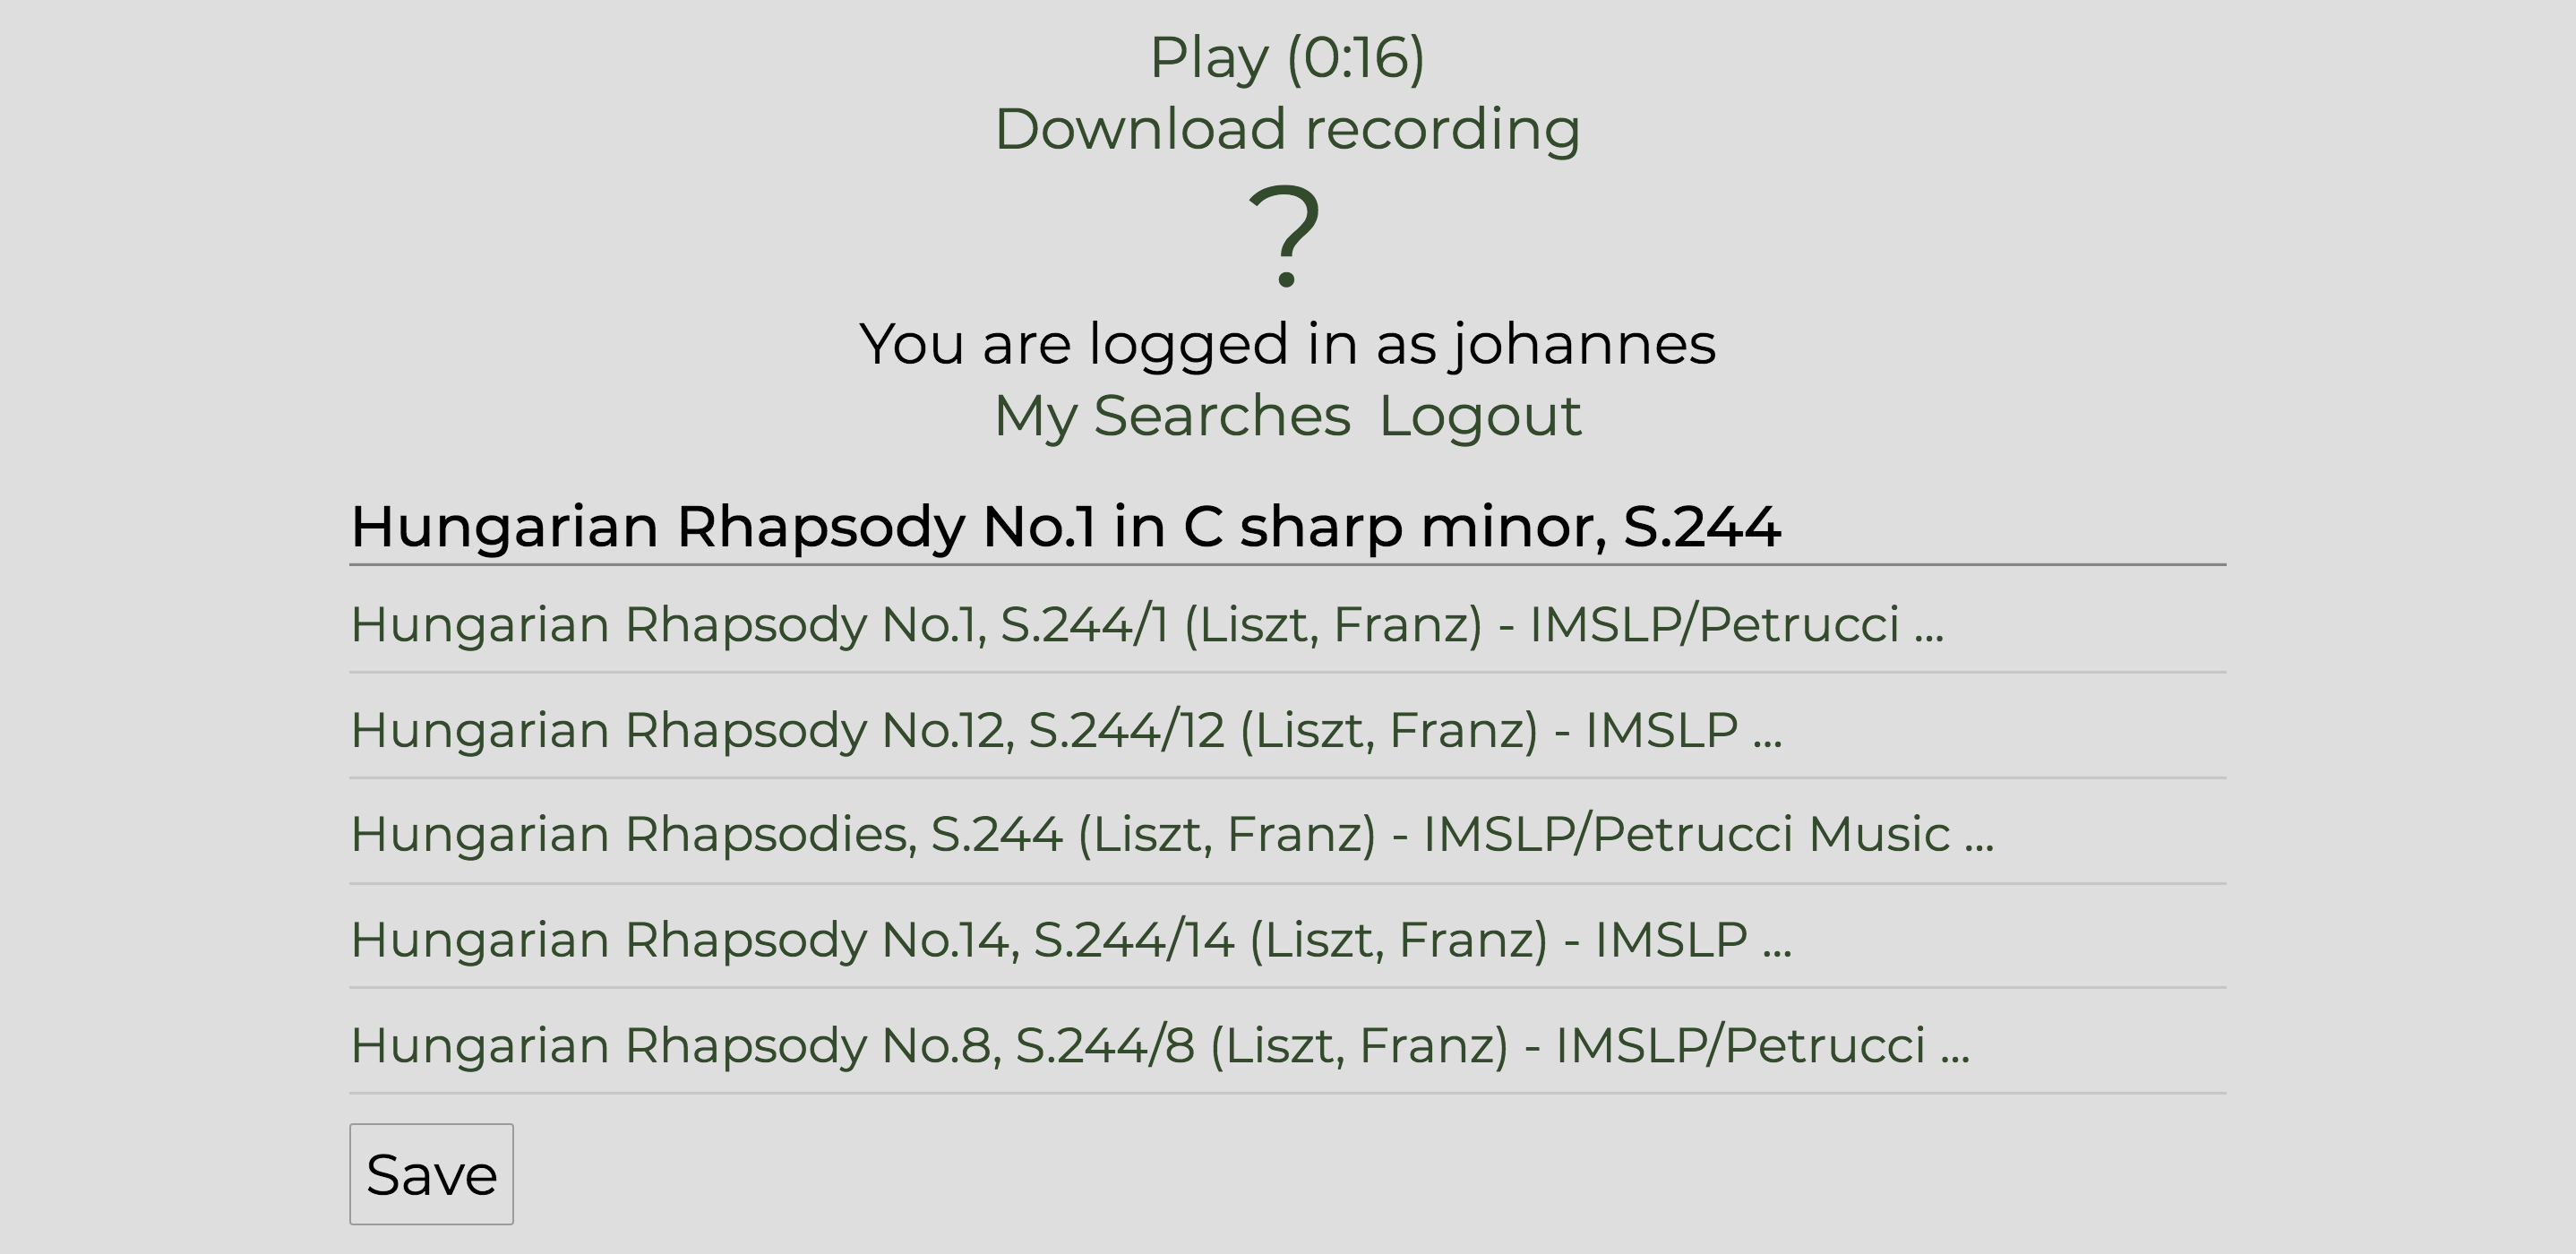 Play (0:16)
Download recording
?
You are logged in as johannes
My Searches Logout
Hungarian Rhapsody No.1 in C sharp minor, S.244
Hungarian Rhapsody No.1, S.244/1 (Liszt, Franz) - IMSLP/Petrucci ...
Hungarian Rhapsody No.12, S.244/12 (Liszt, Franz) - IMSLP ...
Hungarian Rhapsodies, S.244 (Liszt, Franz) - IMSLP/Petrucci Music ...
Hungarian Rhapsody No.14, S.244/14 (Liszt, Franz) - IMSLP ...
Hungarian Rhapsody No.8, S.244/8 (Liszt, Franz) - IMSLP/Petrucci ...
Save